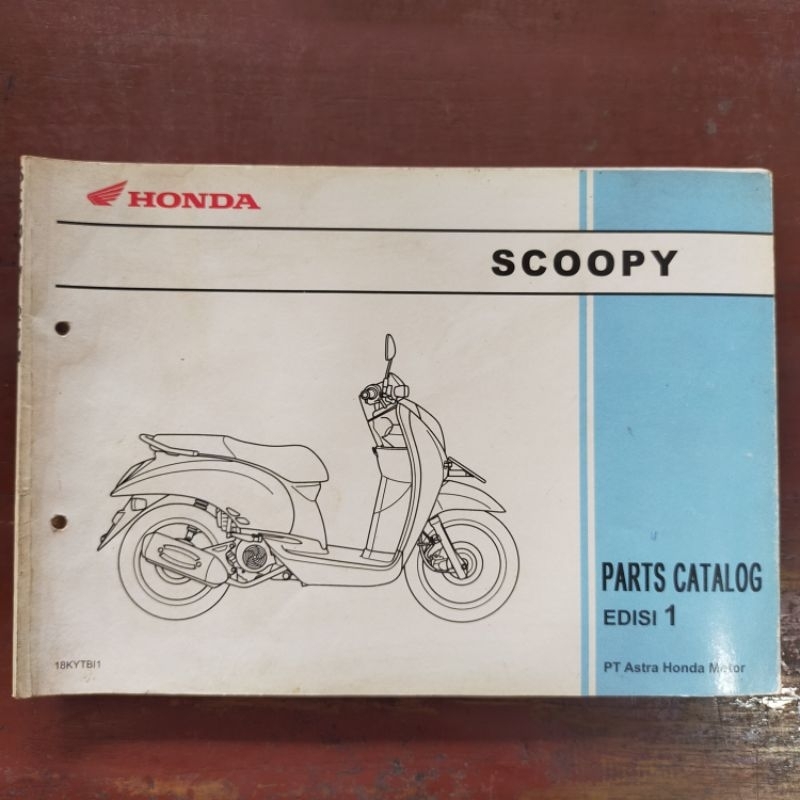 HONDA
SCOOPY
PARTS CATALOG
EDISI 1
18KYTBI1
PT Astra Honda Motor